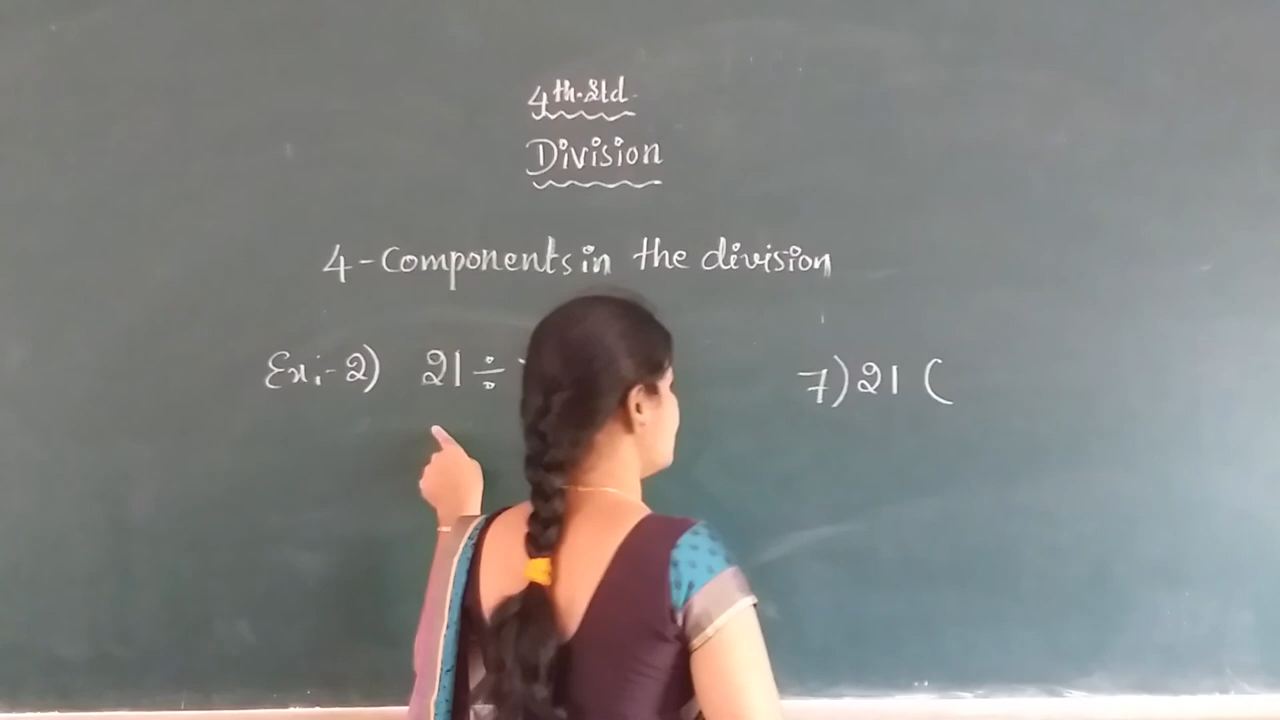 4th.Std.
Division
4-Components in the division
Ex:-2) 21 ÷
7)21(